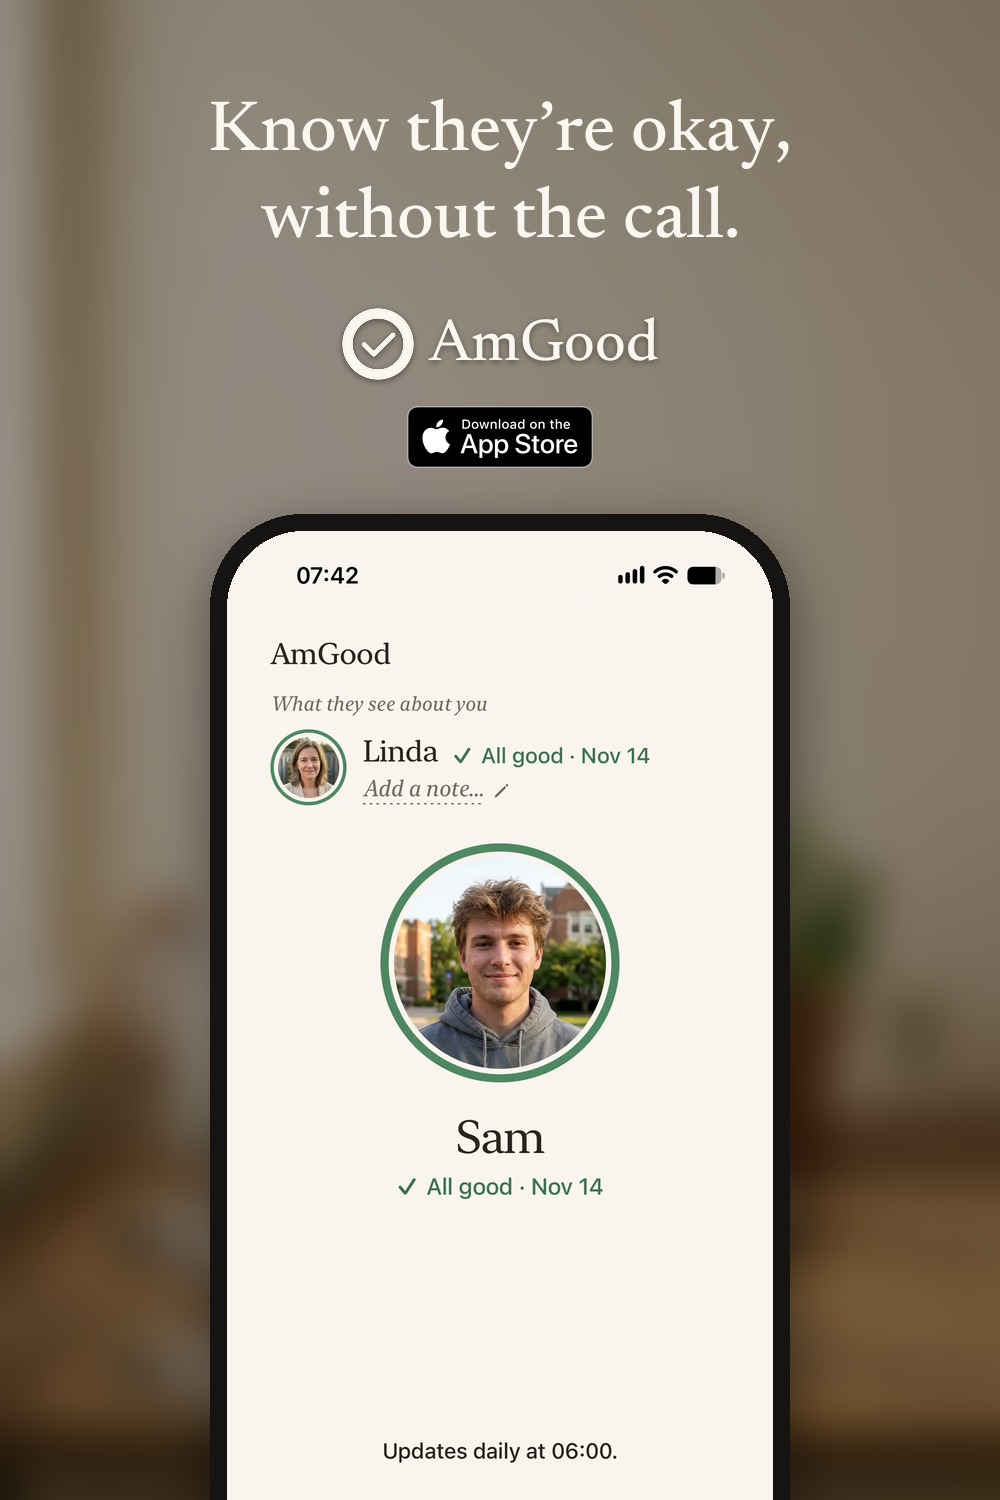 Know they’re okay,
without the call.
AmGood
Download on the
App Store
07:42
AmGood
What they see about you
Linda ✓ All good · Nov 14
Add a note...
Sam
✓ All good · Nov 14
Updates daily at 06:00.